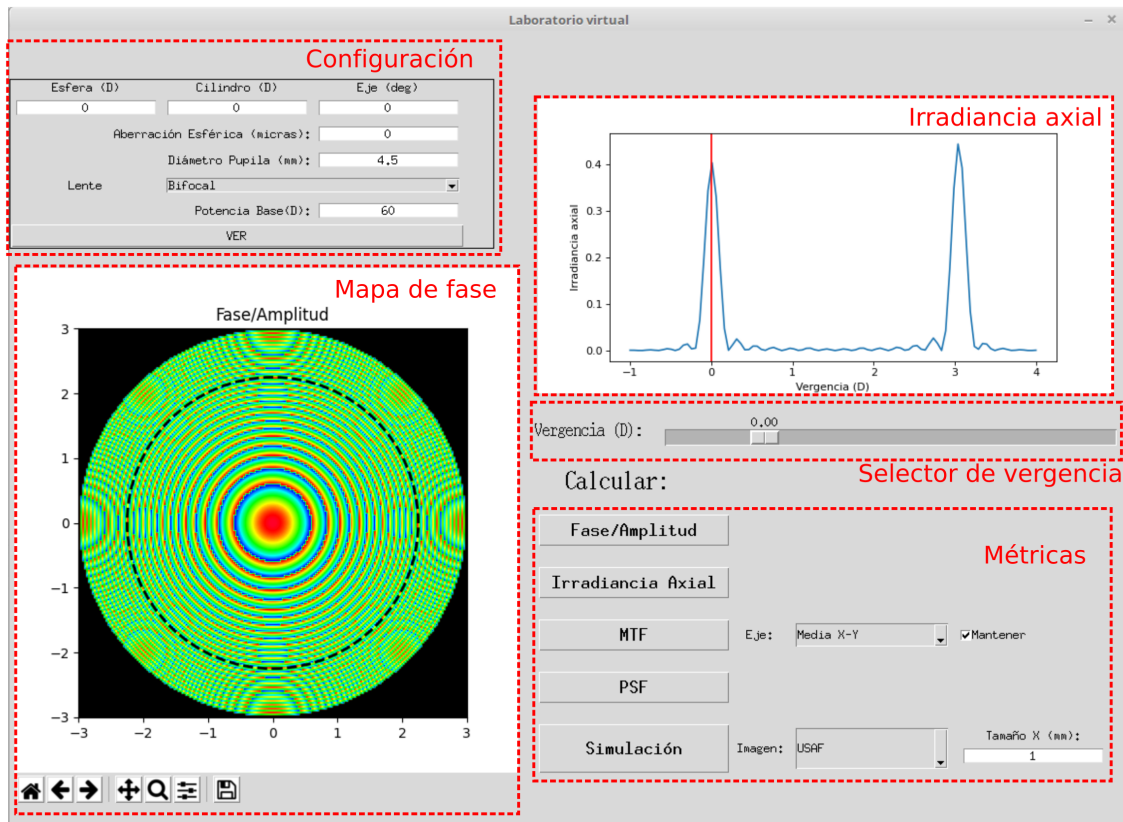 Laboratorio virtual
Configuración
Esfera (D) Cilindro (D) Eje (deg)
0 0 0
Aberración Esférica (micras): 0
Diámetro Pupila (mm): 4.5
Lente Bifocal
Potencia Base(D): 60
VER
Mapa de fase
Fase/Amplitud
3
2
1
0
−1
−2
−3
−3 −2 −1 0 1 2 3
Irradiancia axial
Irradiancia axial
0.4
0.3
0.2
0.1
0.0
−1 0 1 2 3 4
Vergencia (D)
Vergencia (D): 0.00
Selector de vergencia
Calcular:
Métricas
Fase/Amplitud
Irradiancia Axial
MTF Eje: Media X-Y Mantener
PSF
Simulación Imagen: USAF Tamaño X (mm):
1